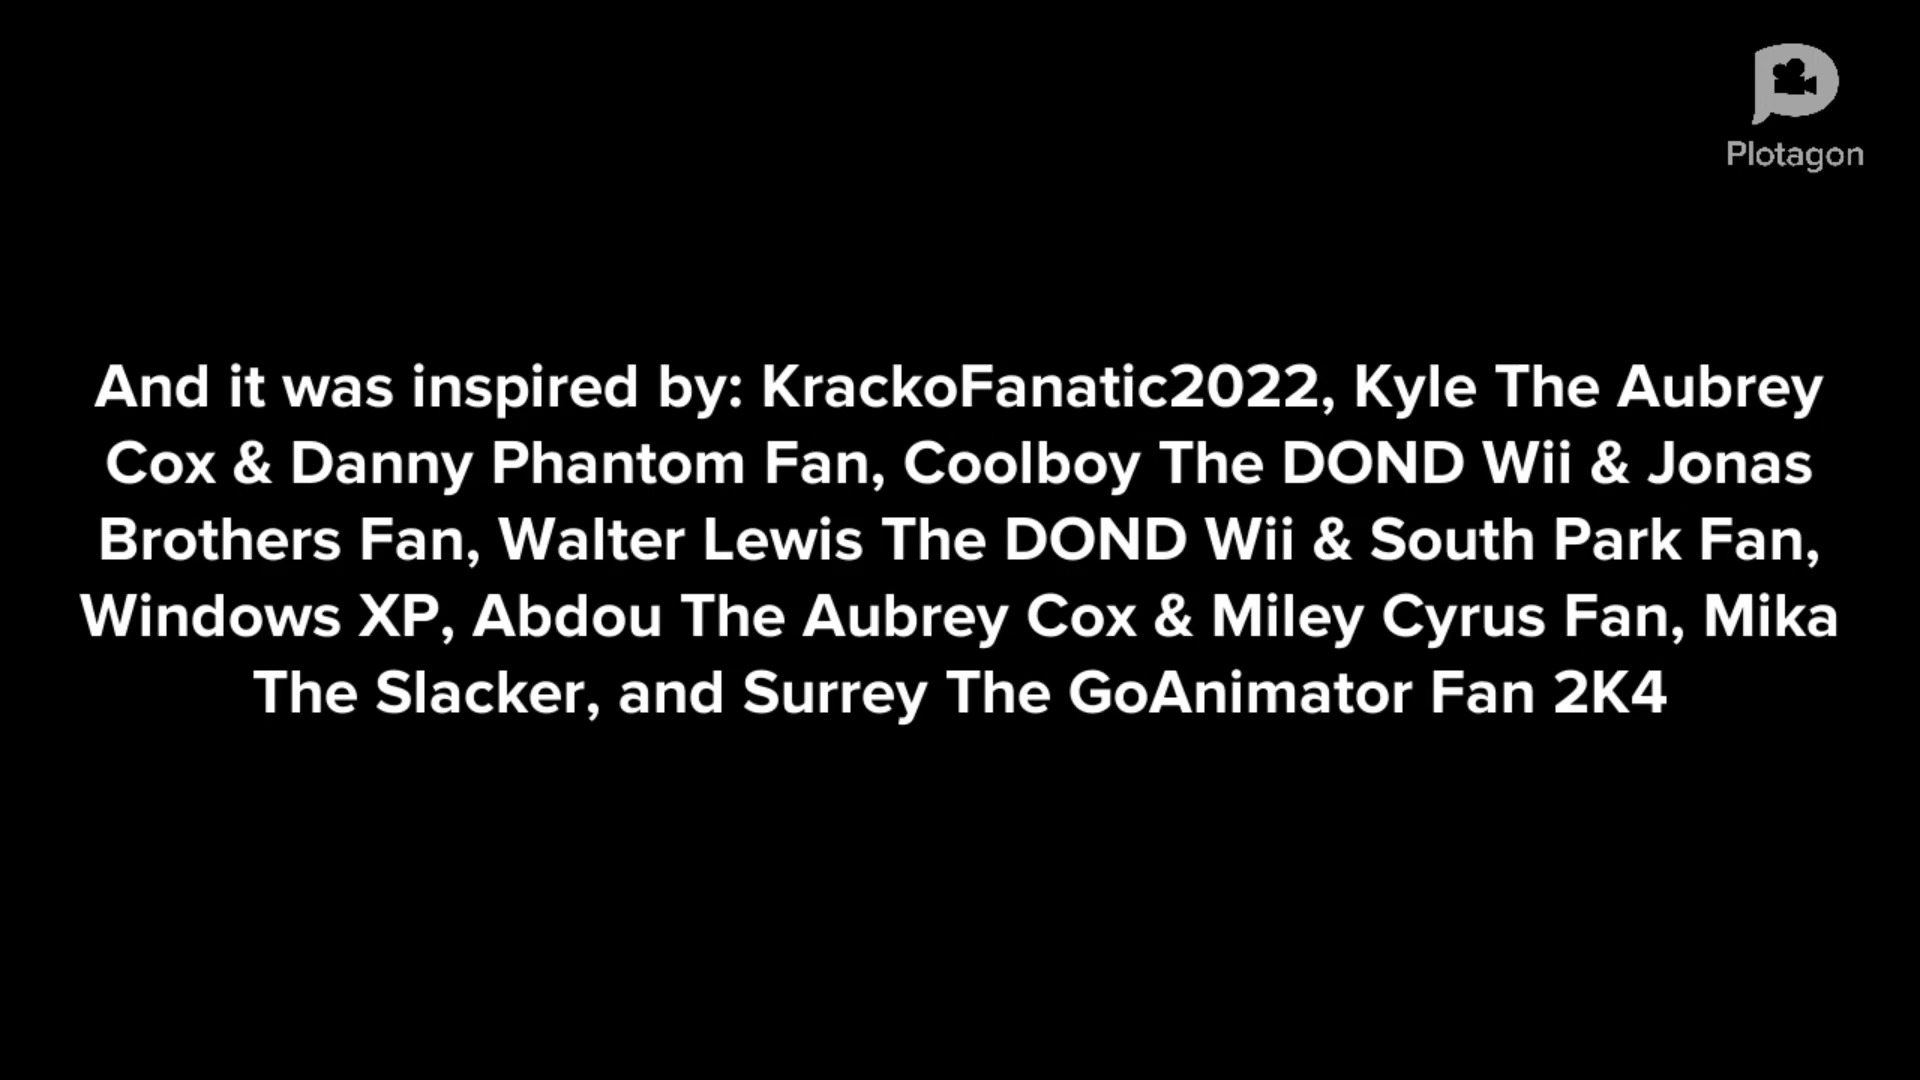 Plotagon
And it was inspired by: KrackoFanatic2022, Kyle The Aubrey
Cox & Danny Phantom Fan, Coolboy The DOND Wii & Jonas
Brothers Fan, Walter Lewis The DOND Wii & South Park Fan,
Windows XP, Abdou The Aubrey Cox & Miley Cyrus Fan, Mika
The Slacker, and Surrey The GoAnimator Fan 2K4